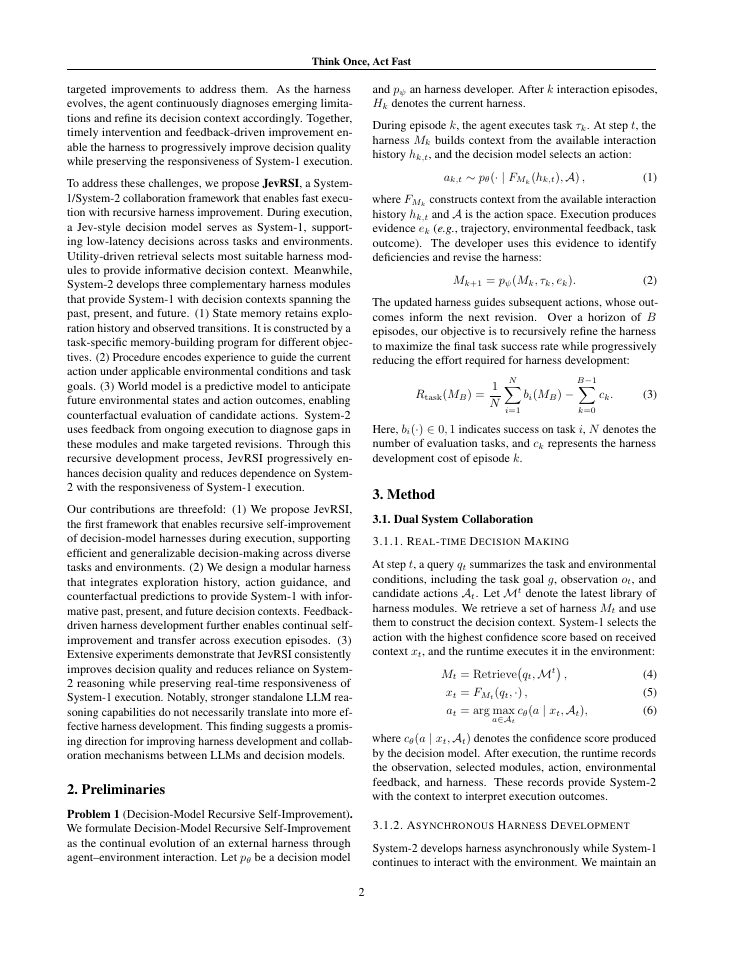 Think Once, Act Fast
targeted improvements to address them. As the harness
evolves, the agent continuously diagnoses emerging limita-
tions and refine its decision context accordingly. Together,
timely intervention and feedback-driven improvement en-
able the harness to progressively improve decision quality
while preserving the responsiveness of System-1 execution.
To address these challenges, we propose JevRSI, a System-
1/System-2 collaboration framework that enables fast execu-
tion with recursive harness improvement. During execution,
a Jev-style decision model serves as System-1, support-
ing low-latency decisions across tasks and environments.
Utility-driven retrieval selects most suitable harness mod-
ules to provide informative decision context. Meanwhile,
System-2 develops three complementary harness modules
that provide System-1 with decision contexts spanning the
past, present, and future. (1) State memory retains explo-
ration history and observed transitions. It is constructed by a
task-specific memory-building program for different objec-
tives. (2) Procedure encodes experience to guide the current
action under applicable environmental conditions and task
goals. (3) World model is a predictive model to anticipate
future environmental states and action outcomes, enabling
counterfactual evaluation of candidate actions. System-2
uses feedback from ongoing execution to diagnose gaps in
these modules and make targeted revisions. Through this
recursive development process, JevRSI progressively en-
hances decision quality and reduces dependence on System-
2 with the responsiveness of System-1 execution.
Our contributions are threefold: (1) We propose JevRSI,
the first framework that enables recursive self-improvement
of decision-model harnesses during execution, supporting
efficient and generalizable decision-making across diverse
tasks and environments. (2) We design a modular harness
that integrates exploration history, action guidance, and
counterfactual predictions to provide System-1 with infor-
mative past, present, and future decision contexts. Feedback-
driven harness development further enables continual self-
improvement and transfer across execution episodes. (3)
Extensive experiments demonstrate that JevRSI consistently
improves decision quality and reduces reliance on System-
2 reasoning while preserving real-time responsiveness of
System-1 execution. Notably, stronger standalone LLM rea-
soning capabilities do not necessarily translate into more ef-
fective harness development. This finding suggests a promis-
ing direction for improving harness development and collab-
oration mechanisms between LLMs and decision models.
2. Preliminaries
Problem 1 (Decision-Model Recursive Self-Improvement).
We formulate Decision-Model Recursive Self-Improvement
as the continual evolution of an external harness through
agent–environment interaction. Let pθ be a decision model
and pψ an harness developer. After k interaction episodes,
Hk denotes the current harness.
During episode k, the agent executes task τk. At step t, the
harness Mk builds context from the available interaction
history hk,t, and the decision model selects an action:
ak,t ∼ pθ(· | FMk(hk,t), A) , (1)
where FMk constructs context from the available interaction
history hk,t and A is the action space. Execution produces
evidence ek (e.g., trajectory, environmental feedback, task
outcome). The developer uses this evidence to identify
deficiencies and revise the harness:
Mk+1 = pψ(Mk, τk, ek). (2)
The updated harness guides subsequent actions, whose out-
comes inform the next revision. Over a horizon of B
episodes, our objective is to recursively refine the harness
to maximize the final task success rate while progressively
reducing the effort required for harness development:
Rtask(MB) = 1/N ∑i=1N bi(MB) − ∑k=0B−1 ck. (3)
Here, bi(·) ∈ 0, 1 indicates success on task i, N denotes the
number of evaluation tasks, and ck represents the harness
development cost of episode k.
3. Method
3.1. Dual System Collaboration
3.1.1. REAL-TIME DECISION MAKING
At step t, a query qt summarizes the task and environmental
conditions, including the task goal g, observation ot, and
candidate actions At. Let Mt denote the latest library of
harness modules. We retrieve a set of harness Mt and use
them to construct the decision context. System-1 selects the
action with the highest confidence score based on received
context xt, and the runtime executes it in the environment:
Mt = Retrieve(qt, Mt) , (4)
xt = FMt(qt, ·) , (5)
at = arg max a∈At cθ(a | xt, At), (6)
where cθ(a | xt, At) denotes the confidence score produced
by the decision model. After execution, the runtime records
the observation, selected modules, action, environmental
feedback, and harness. These records provide System-2
with the context to interpret execution outcomes.
3.1.2. ASYNCHRONOUS HARNESS DEVELOPMENT
System-2 develops harness asynchronously while System-1
continues to interact with the environment. We maintain an
2